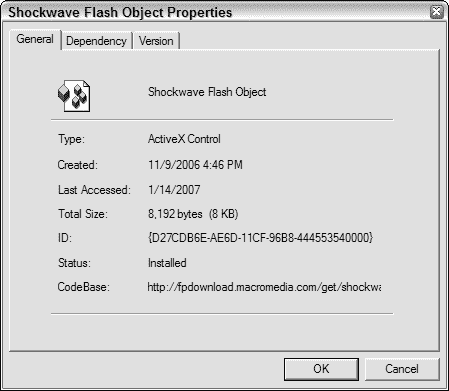 Shockwave Flash Object Properties
General Dependency Version
Shockwave Flash Object
Type: ActiveX Control
Created: 11/9/2006 4:46 PM
Last Accessed: 1/14/2007
Total Size: 8,192 bytes (8 KB)
ID: {D27CDB6E-AE6D-11CF-96B8-444553540000}
Status: Installed
CodeBase: http://fpdownload.macromedia.com/get/shockwa
OK Cancel